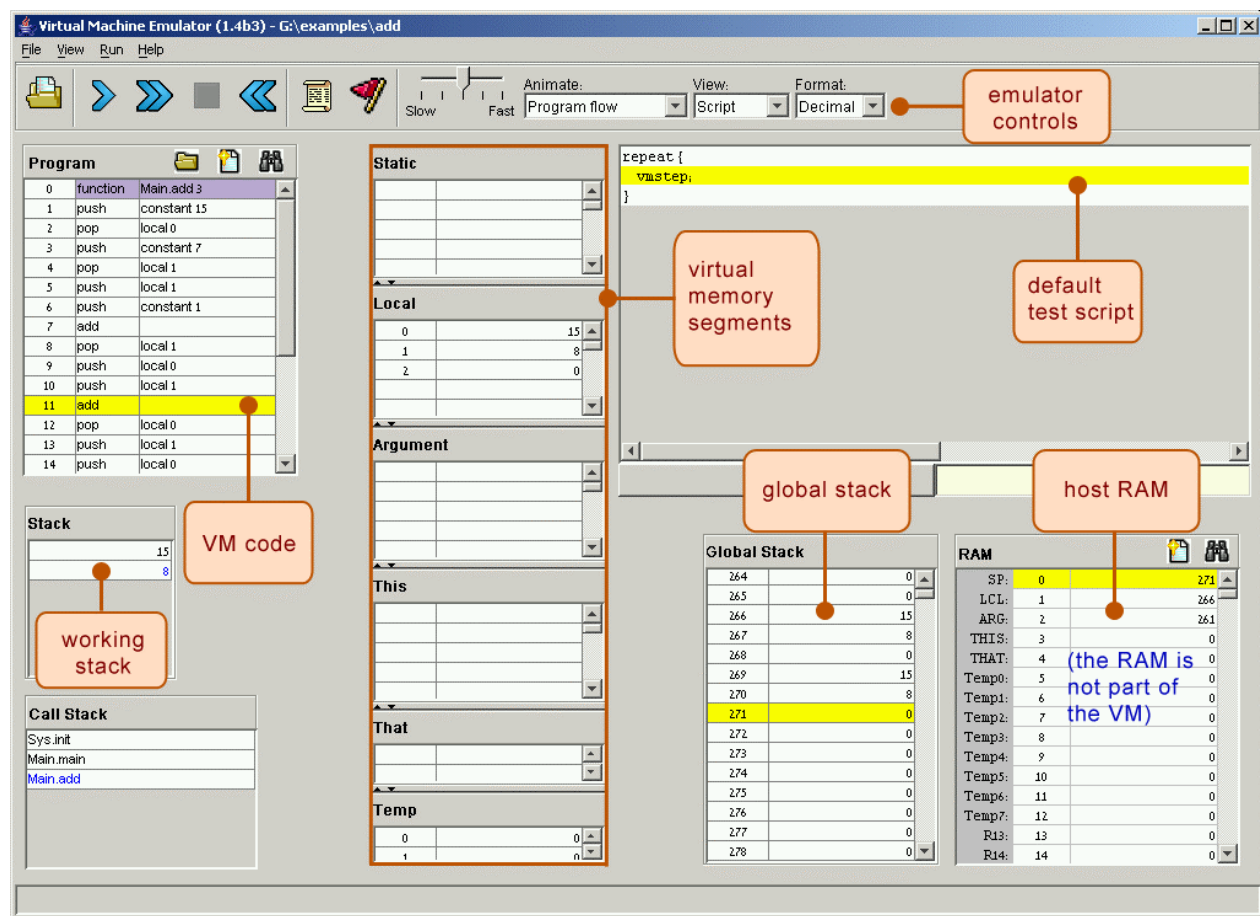 Virtual Machine Emulator (1.4b3) - G:\examples\add
File View Run Help
Animate: View: Format:
Slow Fast Program flow Script Decimal
emulator
controls
Program
0 function Main.add 3
1 push constant 15
2 pop local 0
3 push constant 7
4 pop local 1
5 push local 1
6 push constant 1
7 add
8 pop local 1
9 push local 0
10 push local 1
11 add
12 pop local 0
13 push local 1
14 push local 0
VM code
Stack
15
8
working
stack
Call Stack
Sys.init
Main.main
Main.add
Static
Local
0 15
1 8
2 0
Argument
This
That
Temp
0 0
1 0
virtual
memory
segments
repeat {
vmstep;
}
default
test script
global stack
host RAM
Global Stack
264 0
265 0
266 15
267 8
268 0
269 15
270 8
271 0
272 0
273 0
274 0
275 0
276 0
277 0
278 0
RAM
SP: 0 271
LCL: 1 266
ARG: 2 261
THIS: 3 0
THAT: 4 0
Temp0: 5 0
Temp1: 6 0
Temp2: 7 0
Temp3: 8 0
Temp4: 9 0
Temp5: 10 0
Temp6: 11 0
Temp7: 12 0
R13: 13 0
R14: 14 0
(the RAM is
not part of
the VM)